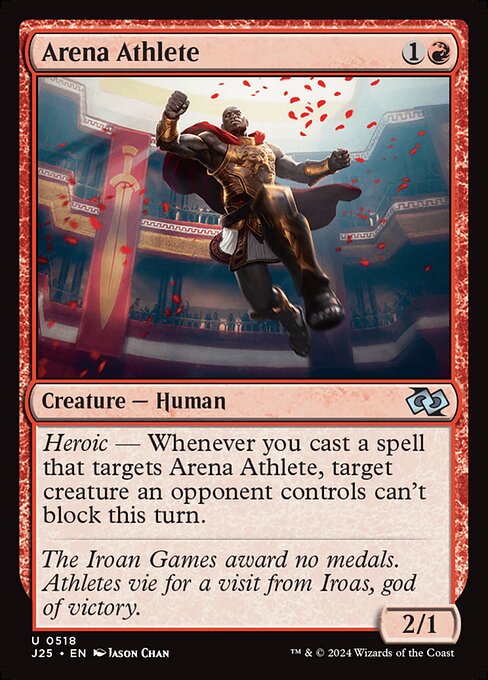 Arena Athlete
1
Creature — Human
Heroic — Whenever you cast a spell
that targets Arena Athlete, target
creature an opponent controls can't
block this turn.
The Iroan Games award no medals.
Athletes vie for a visit from Iroas, god
of victory.
2/1
U 0518
J25 • EN Jason Chan
™ & © 2024 Wizards of the Coast